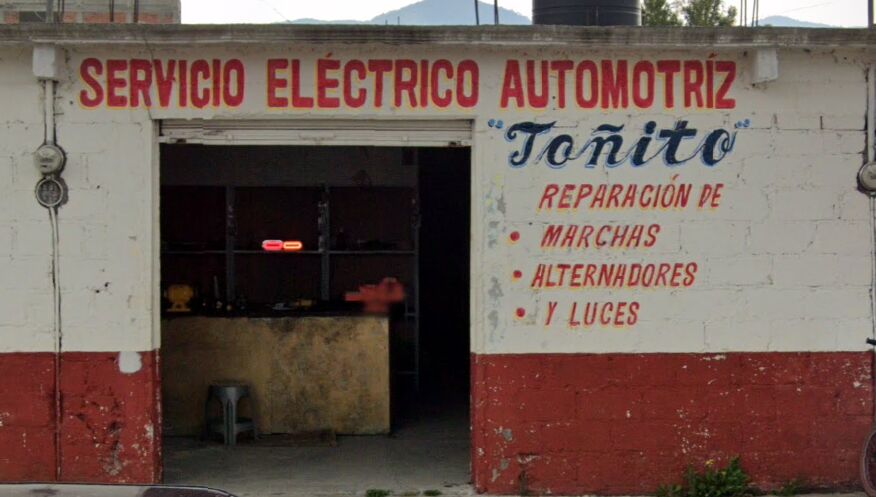 SERVICIO ELÉCTRICO AUTOMOTRÍZ
"Toñito"
REPARACIÓN DE
• MARCHAS
• ALTERNADORES
• Y LUCES